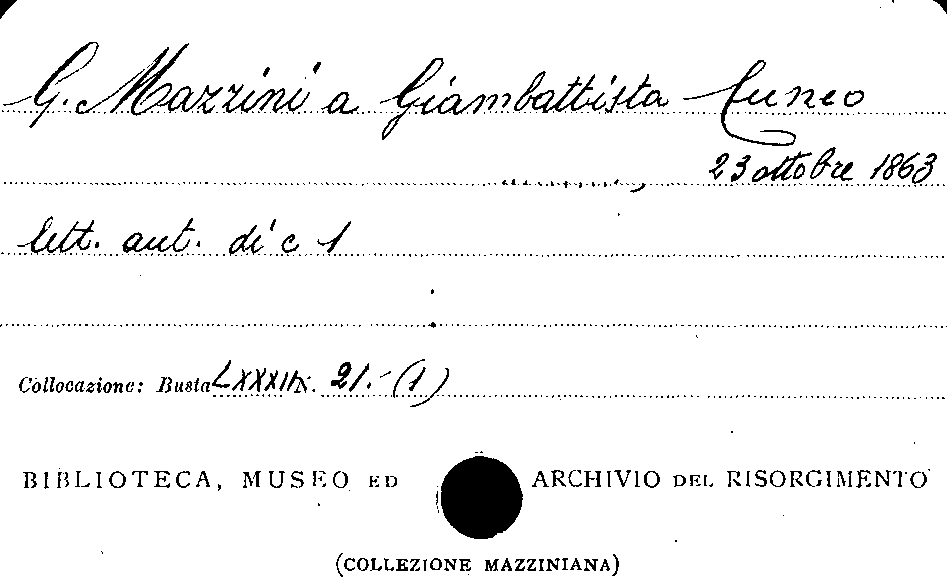 G. Mazzini a Giambattista Cuneo
23 ottobre 1863
lett. aut. di c 1
Collocazione: Busta LXXXII N. 21.-(1)
BIBLIOTECA, MUSEO ED ARCHIVIO DEL RISORGIMENTO
(COLLEZIONE MAZZINIANA)